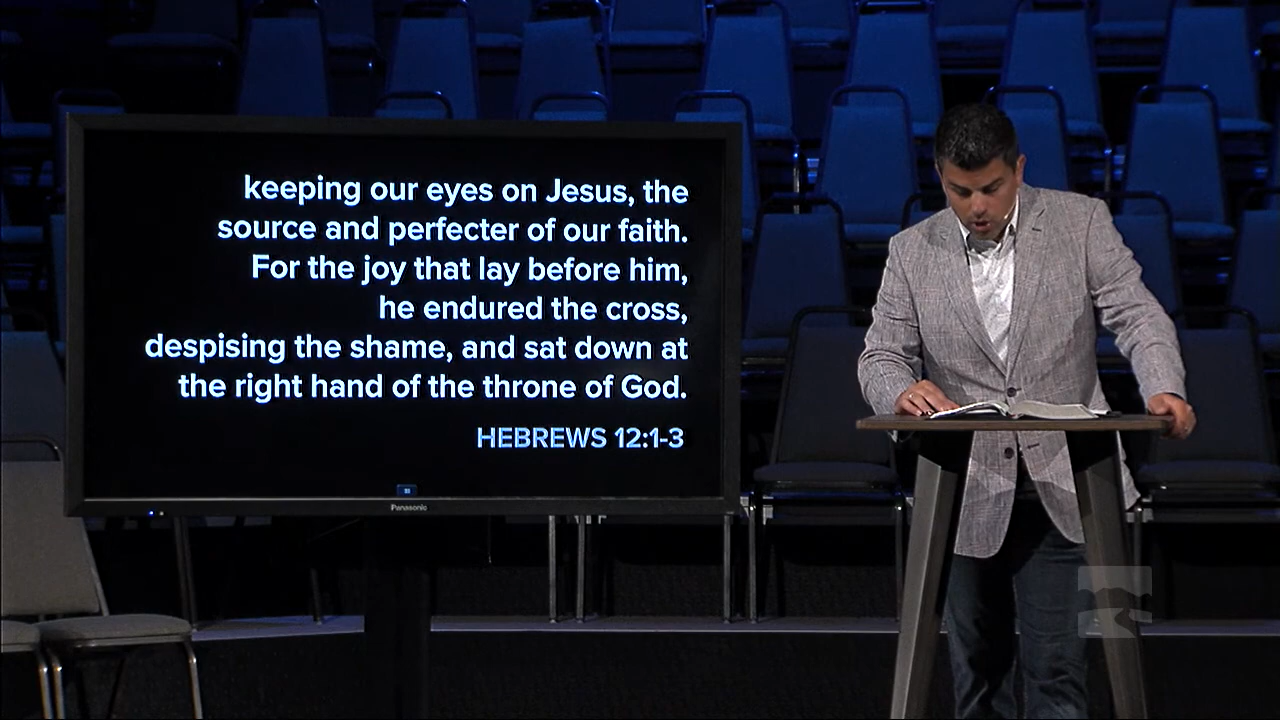 keeping our eyes on Jesus, the
source and perfecter of our faith.
For the joy that lay before him,
he endured the cross,
despising the shame, and sat down at
the right hand of the throne of God.
HEBREWS 12:1-3
Panasonic